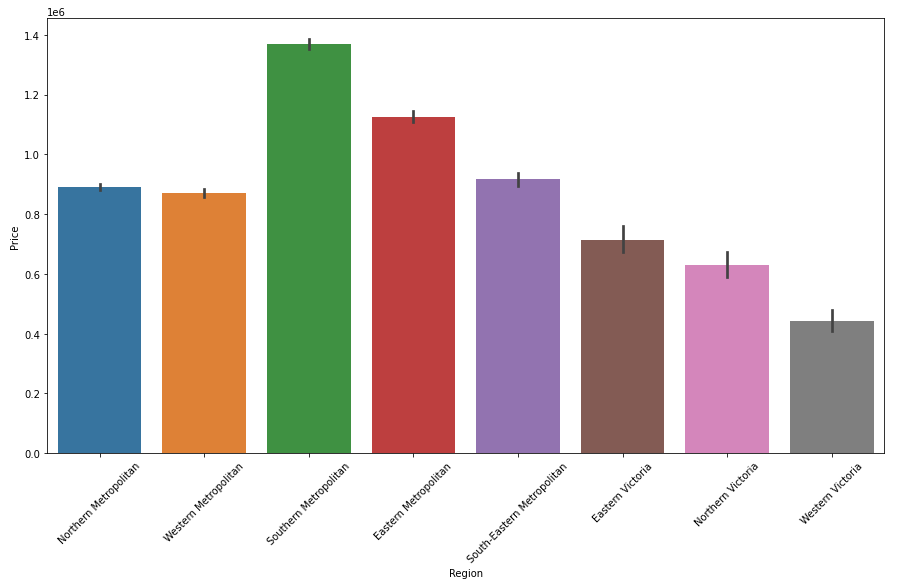 1e6
1.4
1.2
1.0
0.8
0.6
0.4
0.2
0.0
Price
Northern Metropolitan
Western Metropolitan
Southern Metropolitan
Eastern Metropolitan
South-Eastern Metropolitan
Eastern Victoria
Northern Victoria
Western Victoria
Region